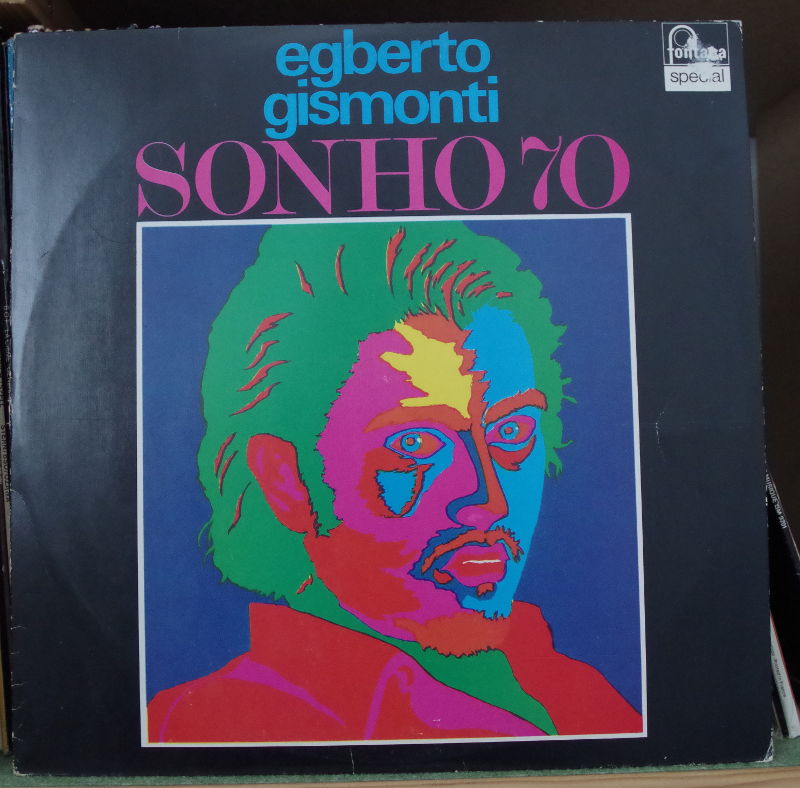 egberto
gismonti
SONHO 70
fontana
special